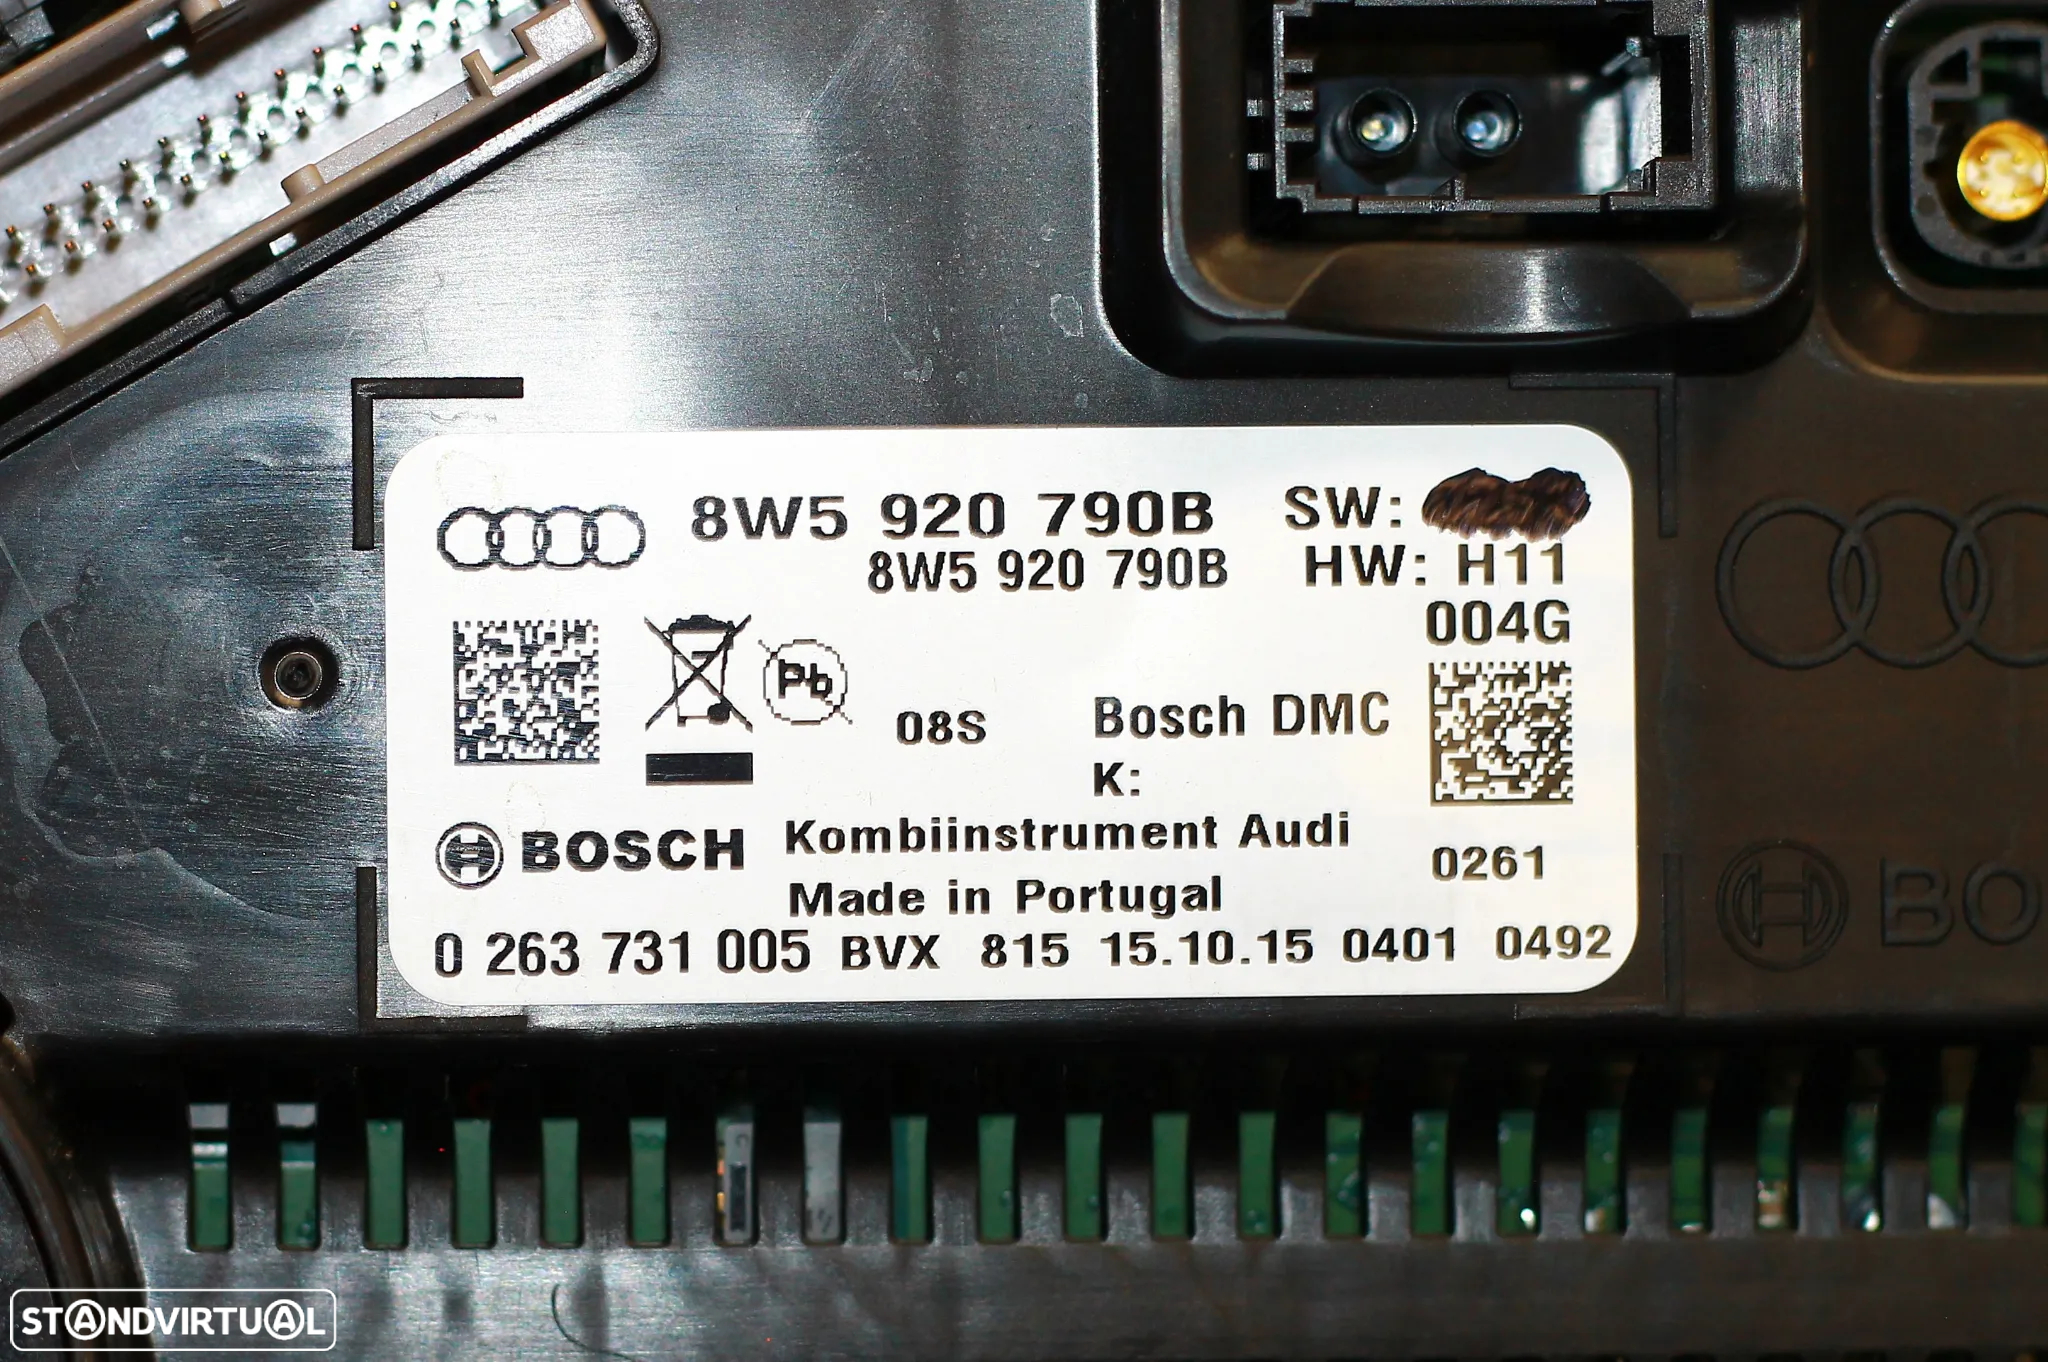 8W5 920 790B SW:
8W5 920 790B HW: H11
004G
Pb
08S Bosch DMC
K:
BOSCH Kombiinstrument Audi
0261
Made in Portugal
0 263 731 005 BVX 815 15.10.15 0401 0492
BO
STANDVIRTUAL